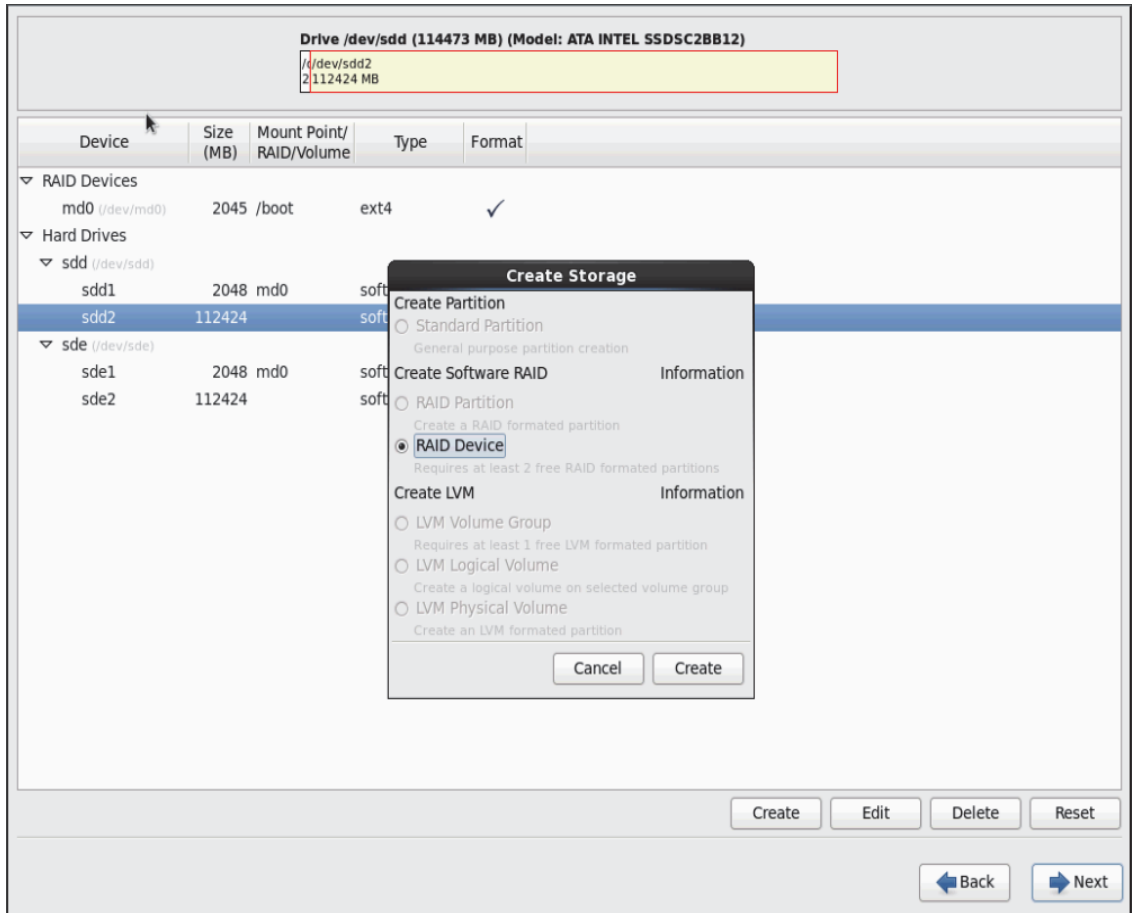 Drive /dev/sdd (114473 MB) (Model: ATA INTEL SSDSC2BB12)
/d/dev/sdd2
2 112424 MB
Device Size (MB) Mount Point/ RAID/Volume Type Format
RAID Devices
md0 (/dev/md0) 2045 /boot ext4 ✓
Hard Drives
sdd (/dev/sdd)
sdd1 2048 md0 soft
sdd2 112424 soft
sde (/dev/sde)
sde1 2048 md0 soft
sde2 112424 soft
Create Storage
Create Partition
Standard Partition
General purpose partition creation
Create Software RAID Information
RAID Partition
Create a RAID formated partition
RAID Device
Requires at least 2 free RAID formated partitions
Create LVM Information
LVM Volume Group
Requires at least 1 free LVM formated partition
LVM Logical Volume
Create a logical volume on selected volume group
LVM Physical Volume
Create an LVM formated partition
Cancel Create
Create Edit Delete Reset
Back Next